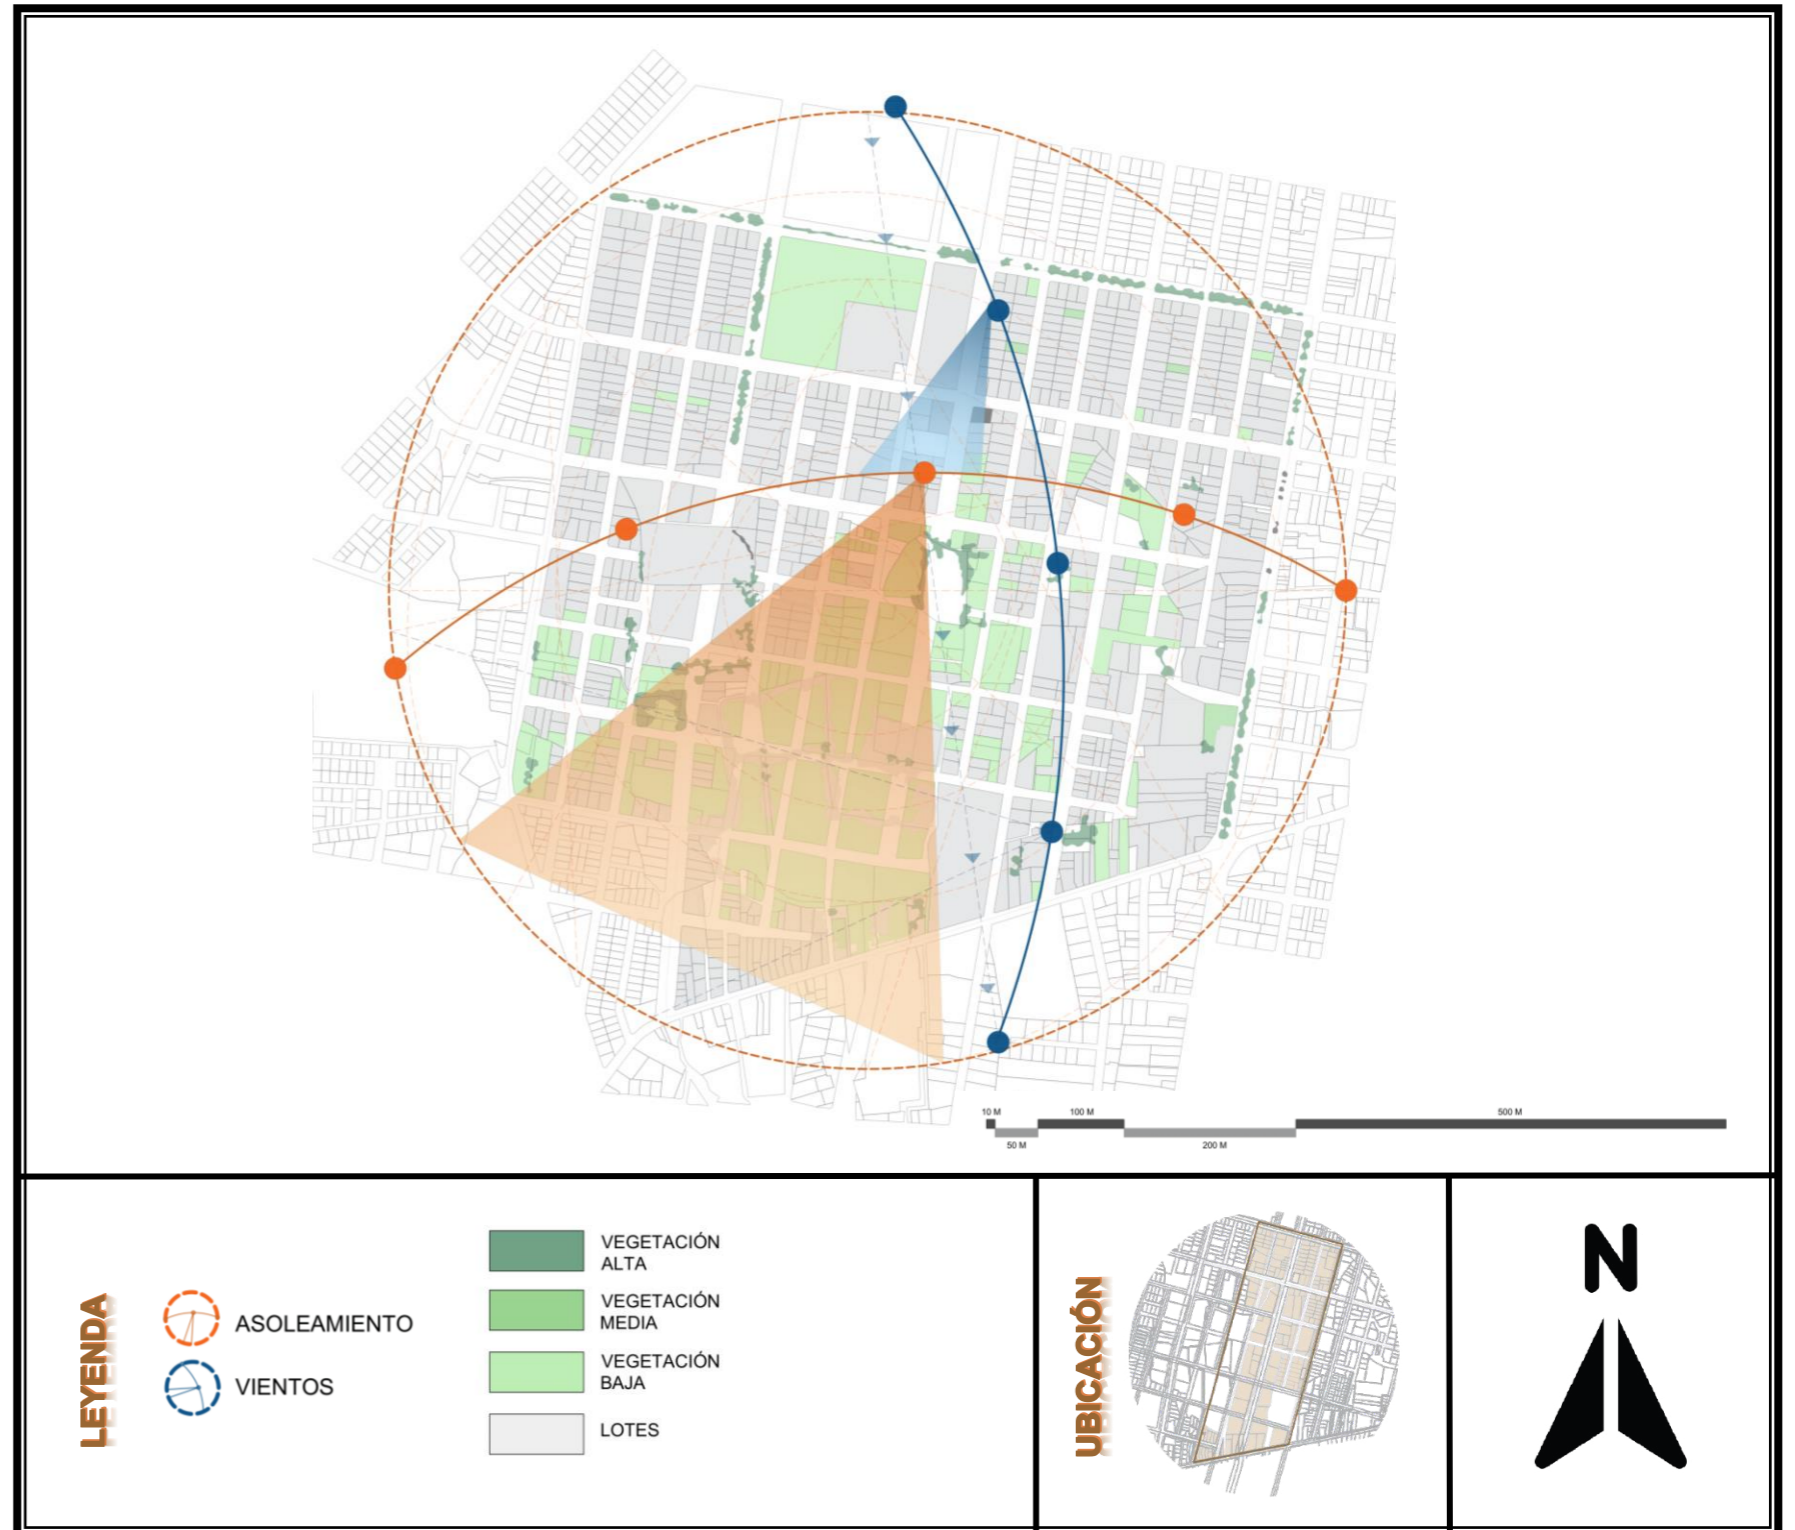 10 M
100 M
500 M
50 M
200 M
LEYENDA
ASOLEAMIENTO
VIENTOS
VEGETACIÓN
ALTA
VEGETACIÓN
MEDIA
VEGETACIÓN
BAJA
LOTES
UBICACIÓN
N